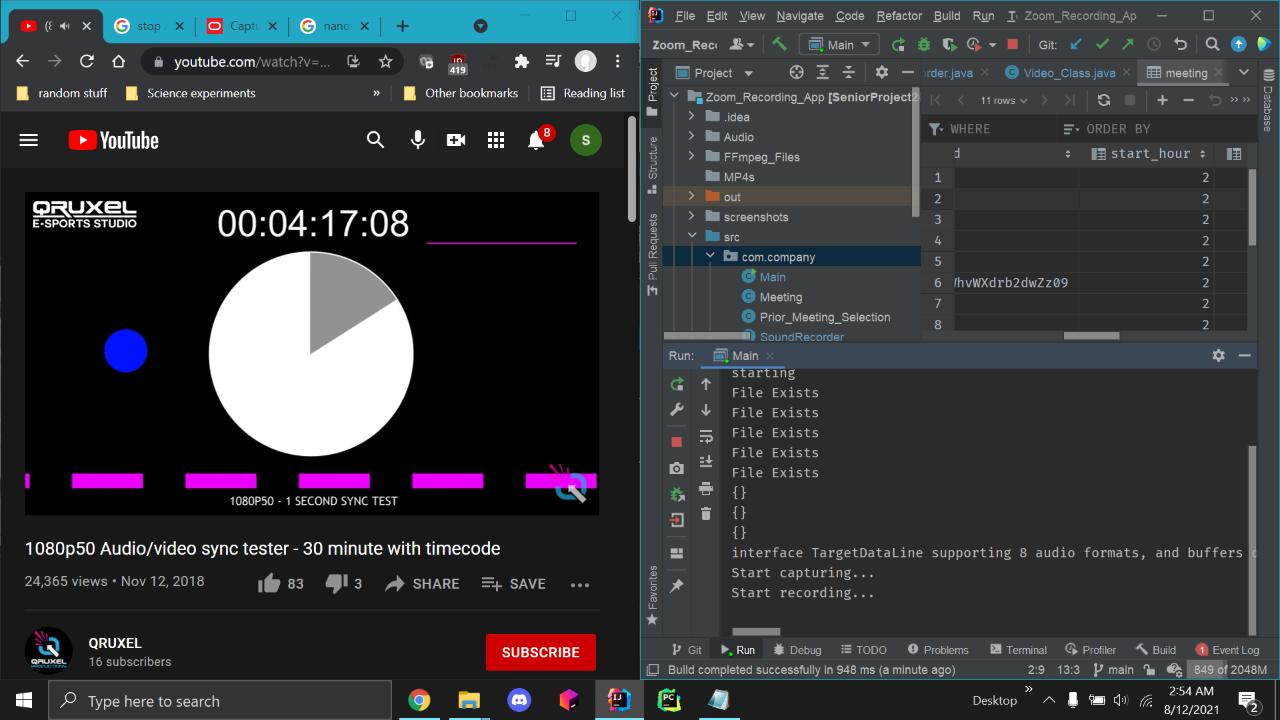 stop
Capt
nano
youtube.com/watch?v=...
419
random stuff
Science experiments
»
Other bookmarks
Reading list
YouTube
8
S
QRUXEL
E-SPORTS STUDIO
00:04:17:08
1080P50 - 1 SECOND SYNC TEST
1080p50 Audio/video sync tester - 30 minute with timecode
24,365 views • Nov 12, 2018
83
3
SHARE
SAVE
QRUXEL
PRODUCTIONS
QRUXEL
16 subscribers
SUBSCRIBE
File Edit View Navigate Code Refactor Build Run T Zoom_Recording_Ap
Zoom_Reco
Main
Git:
Project
rder.java
Video_Class.java
meeting
Project
Structure
Pull Requests
Favorites
Database
Zoom_Recording_App [SeniorProject2
.idea
Audio
FFmpeg_Files
MP4s
out
screenshots
src
com.company
Main
Meeting
Prior_Meeting_Selection
SoundRecorder
11 rows
WHERE
ORDER BY
d
start_hour
1 2
2 2
3 2
4 2
5 2
6 WhvWXdrb2dwZz09 2
7 2
8 2
Run:
Main
starting
File Exists
File Exists
File Exists
File Exists
File Exists
{}
{}
{}
interface TargetDataLine supporting 8 audio formats, and buffers o
Start capturing...
Start recording...
Git Run Debug TODO Problems Terminal Profiler Build 1 Event Log
Build completed successfully in 948 ms (a minute ago)
2:9 13:3 main 849 of 2048M
Type here to search
Desktop
»
2:54 AM
8/12/2021
2